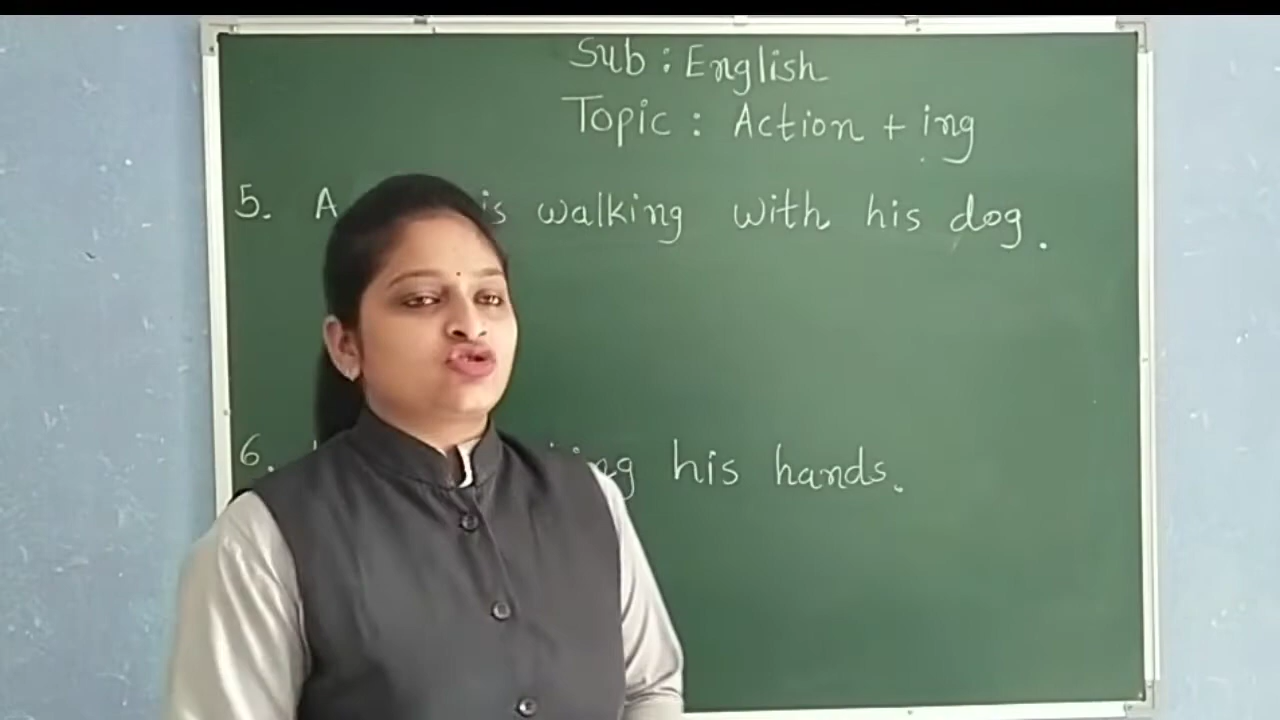 Sub : English
Topic : Action + ing
5. A is walking with his dog.
6. his hands.